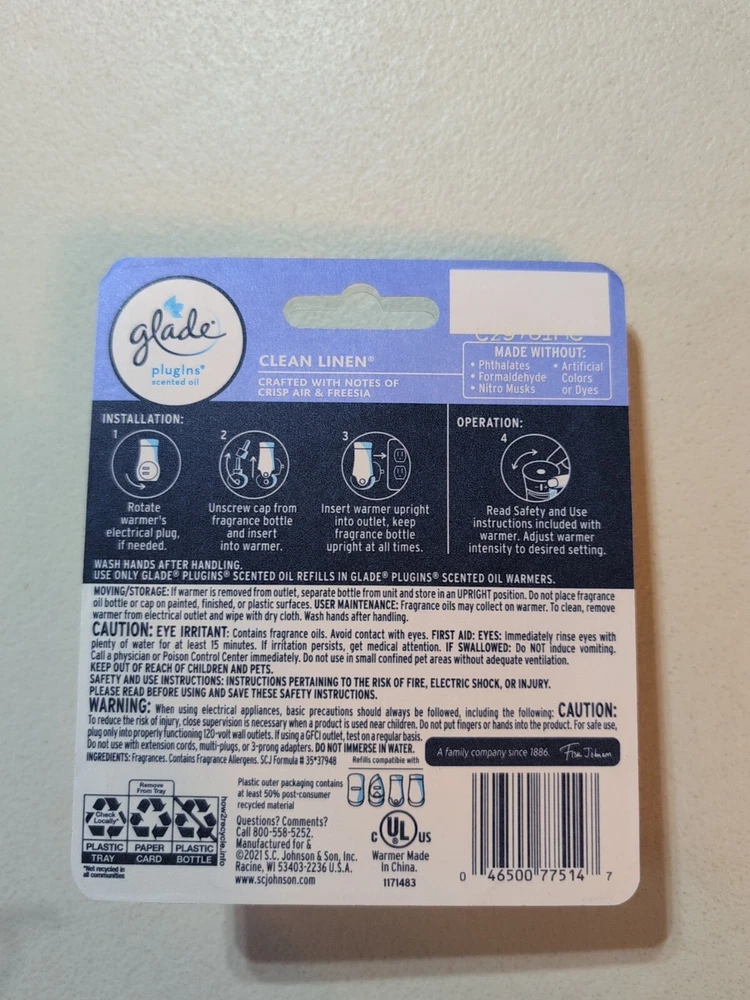 glade®
plugins®
scented oil
CLEAN LINEN®
CRAFTED WITH NOTES OF
CRISP AIR & FREESIA
MADE WITHOUT:
• Phthalates
• Formaldehyde
• Nitro Musks
• Artificial
Colors
or Dyes
INSTALLATION:
1
Rotate
warmer's
electrical plug,
if needed.
2
Unscrew cap from
fragrance bottle
and insert
into warmer.
3
Insert warmer upright
into outlet, keep
fragrance bottle
upright at all times.
OPERATION:
4
Read Safety and Use
instructions included with
warmer. Adjust warmer
intensity to desired setting.
WASH HANDS AFTER HANDLING.
USE ONLY GLADE® PLUGINS® SCENTED OIL REFILLS IN GLADE® PLUGINS® SCENTED OIL WARMERS.
MOVING/STORAGE: If warmer is removed from outlet, separate bottle from unit and store in an UPRIGHT position. Do not place fragrance
oil bottle or cap on painted, finished, or plastic surfaces. USER MAINTENANCE: Fragrance oils may collect on warmer. To clean, remove
warmer from electrical outlet and wipe with dry cloth. Wash hands after handling.
CAUTION: EYE IRRITANT: Contains fragrance oils. Avoid contact with eyes. FIRST AID: EYES: Immediately rinse eyes with
plenty of water for at least 15 minutes. If irritation persists, get medical attention. IF SWALLOWED: Do NOT induce vomiting.
Call a physician or Poison Control Center immediately. Do not use in small confined pet areas without adequate ventilation.
KEEP OUT OF REACH OF CHILDREN AND PETS.
SAFETY AND USE INSTRUCTIONS: INSTRUCTIONS PERTAINING TO THE RISK OF FIRE, ELECTRIC SHOCK, OR INJURY.
PLEASE READ BEFORE USING AND SAVE THESE SAFETY INSTRUCTIONS.
WARNING: When using electrical appliances, basic precautions should always be followed, including the following: CAUTION:
To reduce the risk of injury, close supervision is necessary when a product is used near children. Do not put fingers or hands into the product. For safe use,
plug only into properly functioning 120-volt wall outlets. If using a GFCI outlet, test on a regular basis.
Do not use with extension cords, multi-plugs, or 3-prong adapters. DO NOT IMMERSE IN WATER.
INGREDIENTS: Fragrances. Contains Fragrance Allergens. SCJ Formula # 35*37948
A family company since 1886.
Refills compatible with
Remove
From Tray
Check
Locally*
PLASTIC
TRAY
PAPER
CARD
PLASTIC
BOTTLE
how2recycle.info
*Not recycled in
all communities
Plastic outer packaging contains
at least 50% post-consumer
recycled material
Questions? Comments?
Call 800-558-5252.
Manufactured for &
©2021 S.C. Johnson & Son, Inc.
Racine, WI 53403-2236 U.S.A.
www.scjohnson.com
C UL US
Warmer Made
In China.
1171483
0 46500 77514 7